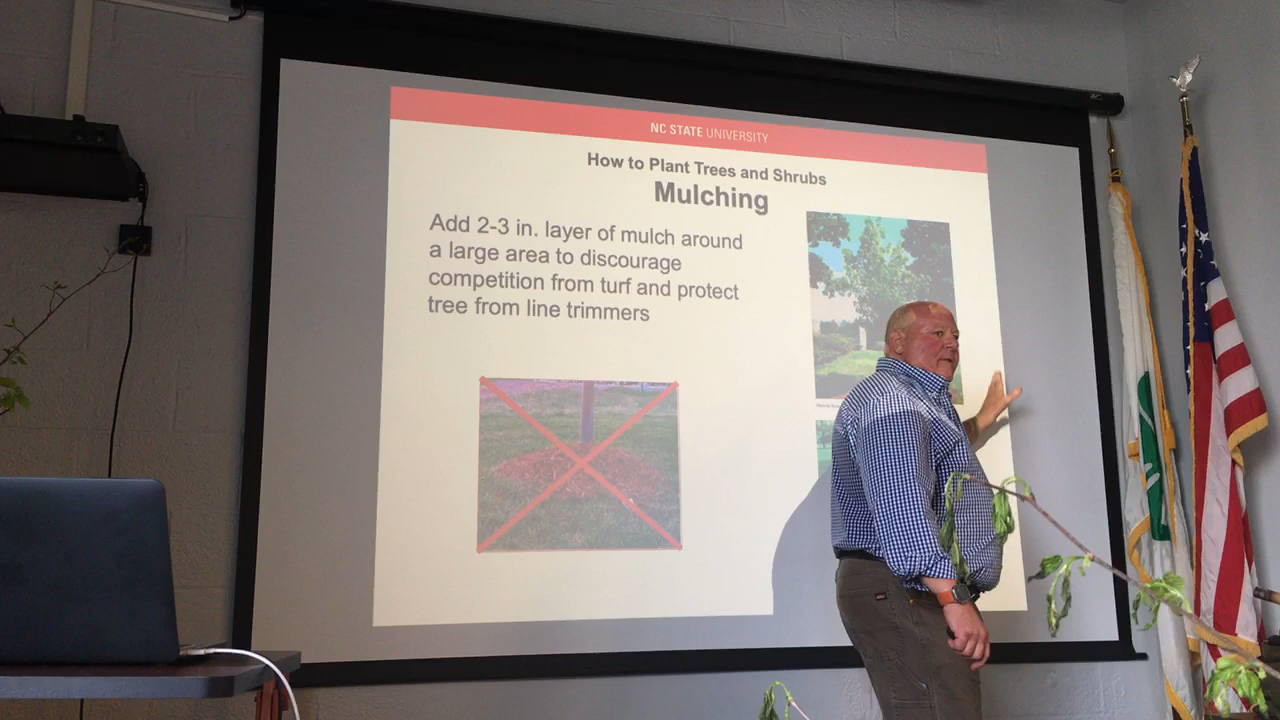 NC STATE UNIVERSITY
How to Plant Trees and Shrubs
Mulching
Add 2-3 in. layer of mulch around
a large area to discourage
competition from turf and protect
tree from line trimmers